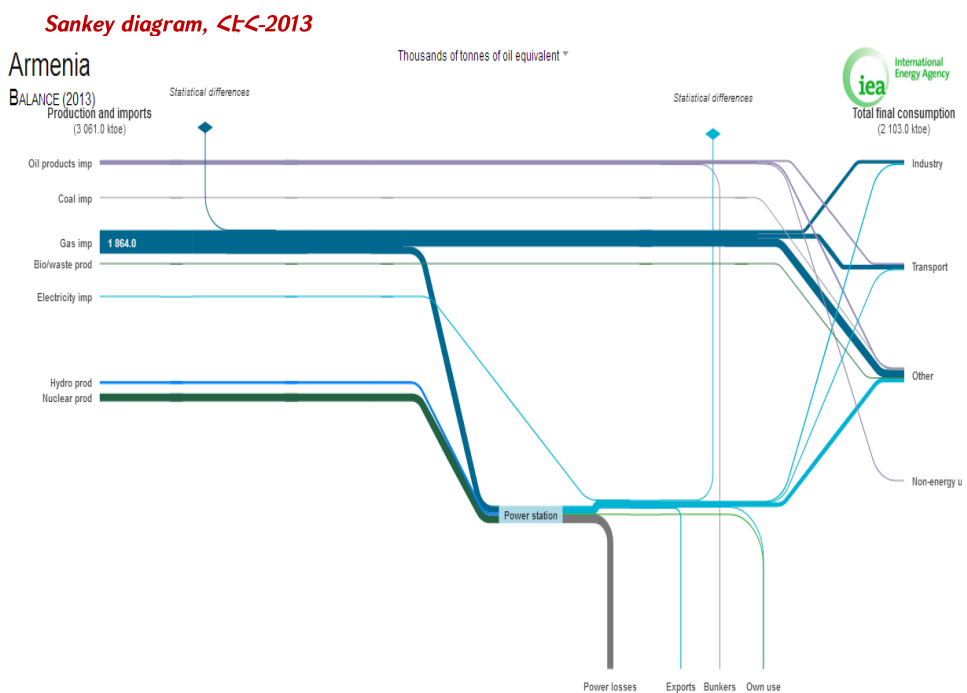 Sankey diagram, ՀԷՀ-2013
Armenia
BALANCE (2013)
Thousands of tonnes of oil equivalent
iea
International
Energy Agency
Statistical differences
Statistical differences
Production and imports
(3 061.0 ktoe)
Total final consumption
(2 103.0 ktoe)
Oil products imp
Industry
Coal imp
Gas imp
1 864.0
Bio/waste prod
Transport
Electricity imp
Hydro prod
Other
Nuclear prod
Non-energy u
Power station
Power losses
Exports
Bunkers
Own use